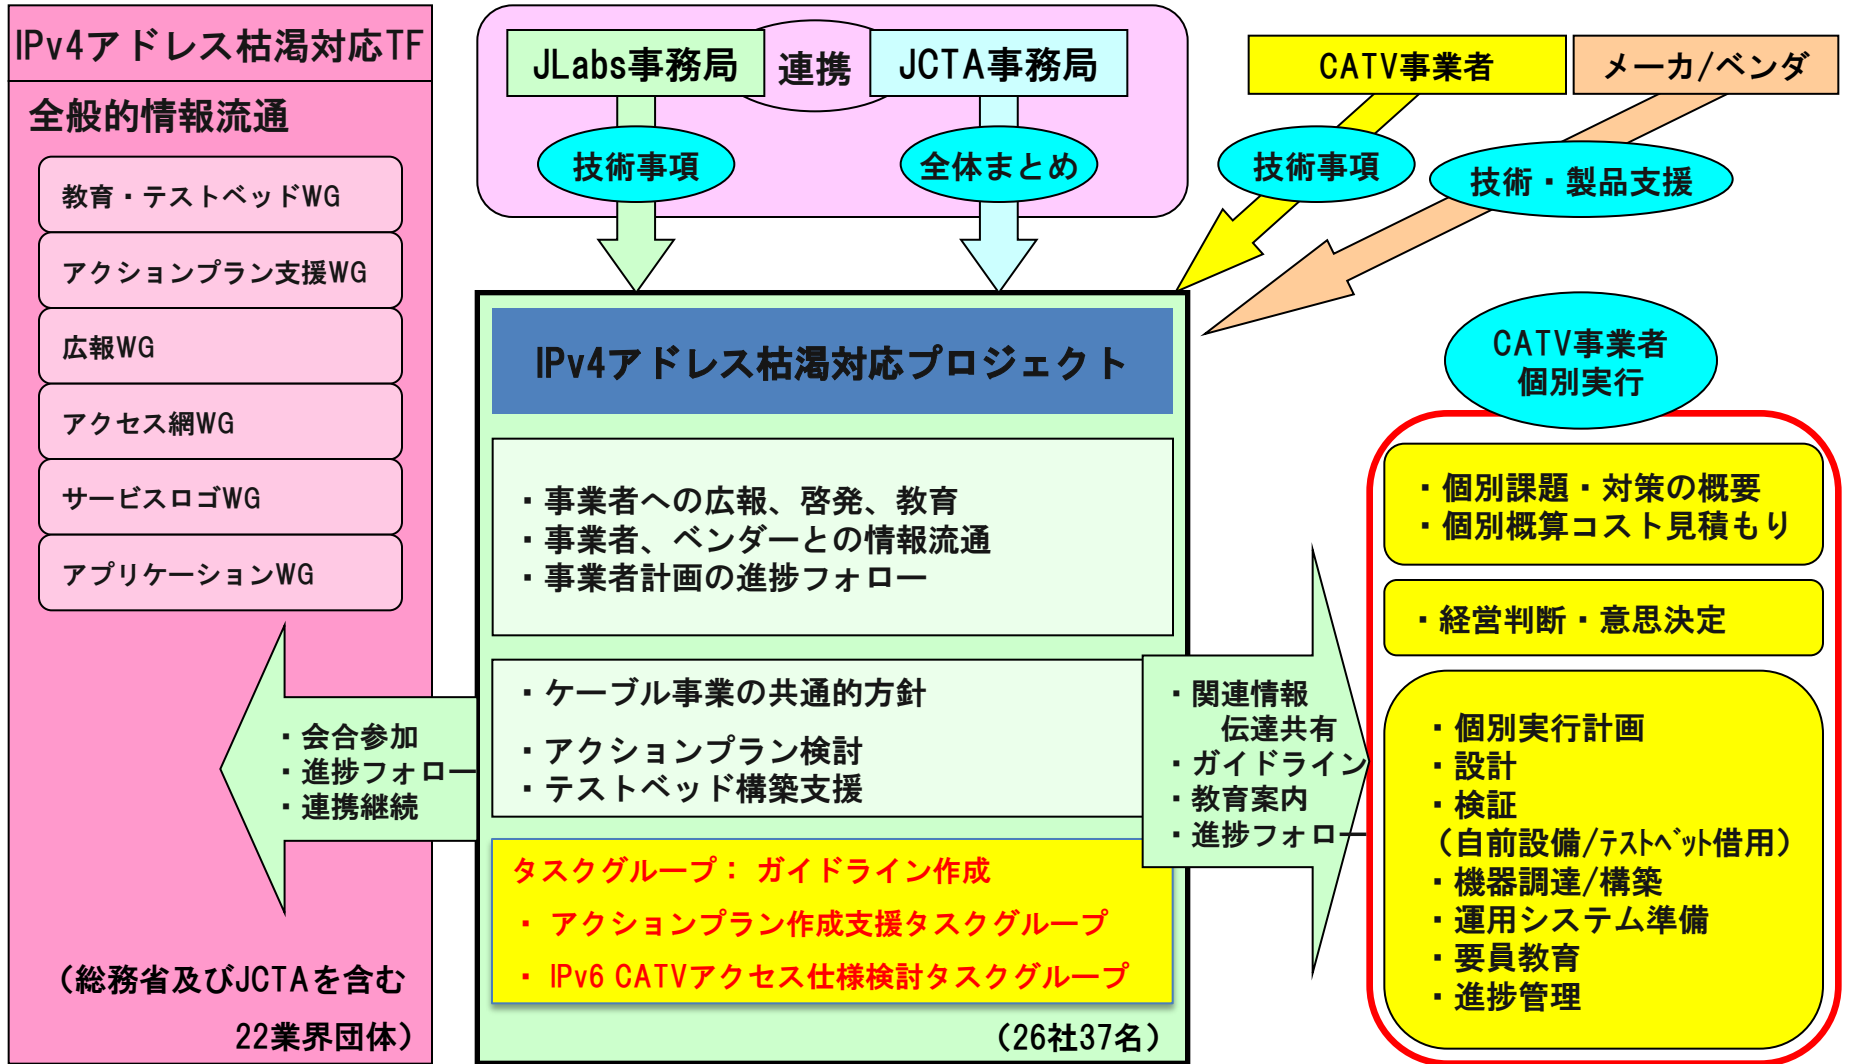 IPv4アドレス枯渇対応TF
全般的情報流通
教育・テストベッドWG
アクションプラン支援WG
広報WG
アクセス網WG
サービスロゴWG
アプリケーションWG
・会合参加
・進捗フォロー
・連携継続
（総務省及びJCTAを含む
22業界団体）
JLabs事務局
連携
JCTA事務局
技術事項
全体まとめ
CATV事業者
メーカ/ベンダ
技術事項
技術・製品支援
IPv4アドレス枯渇対応プロジェクト
・事業者への広報、啓発、教育
・事業者、ベンダーとの情報流通
・事業者計画の進捗フォロー
・ケーブル事業の共通的方針
・アクションプラン検討
・テストベッド構築支援
タスクグループ： ガイドライン作成
・ アクションプラン作成支援タスクグループ
・ IPv6 CATVアクセス仕様検討タスクグループ
（26社37名）
・関連情報
伝達共有
・ガイドライン
・教育案内
・進捗フォロー
CATV事業者
個別実行
・個別課題・対策の概要
・個別概算コスト見積もり
・経営判断・意思決定
・個別実行計画
・設計
・検証
（自前設備/ﾃｽﾄﾍﾞｯﾄ借用）
・機器調達/構築
・運用システム準備
・要員教育
・進捗管理